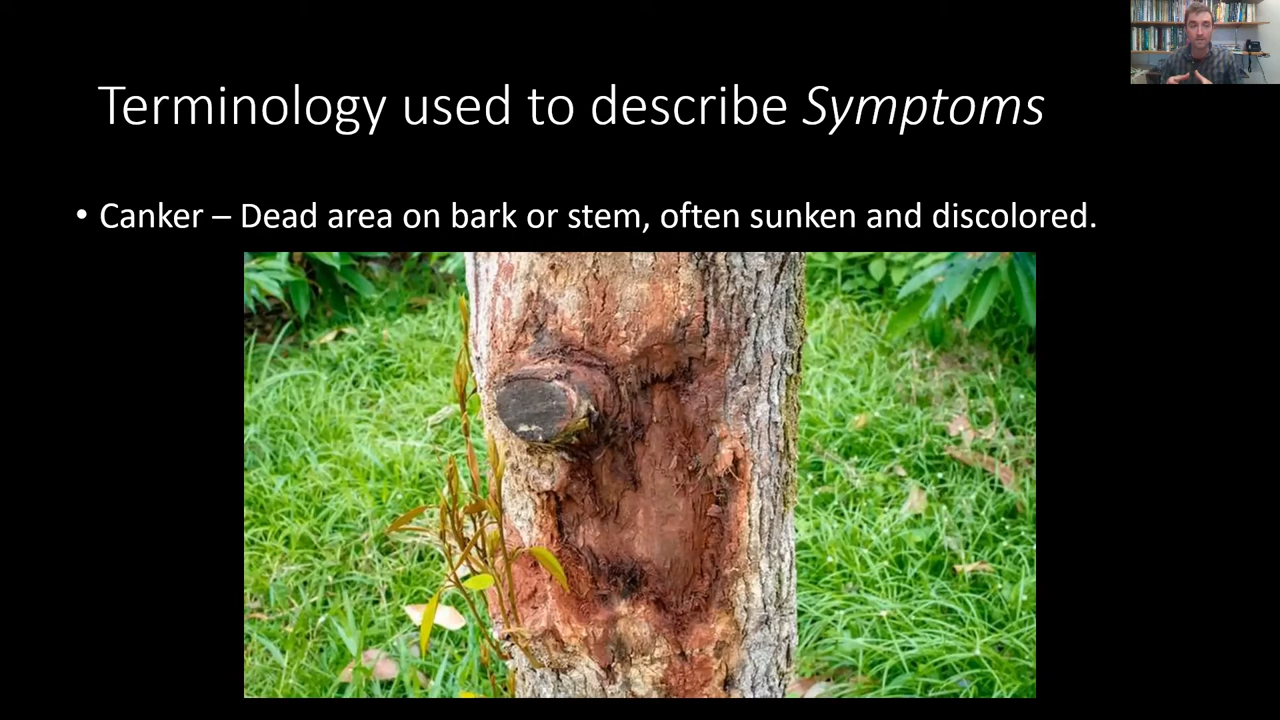 Terminology used to describe Symptoms
• Canker – Dead area on bark or stem, often sunken and discolored.